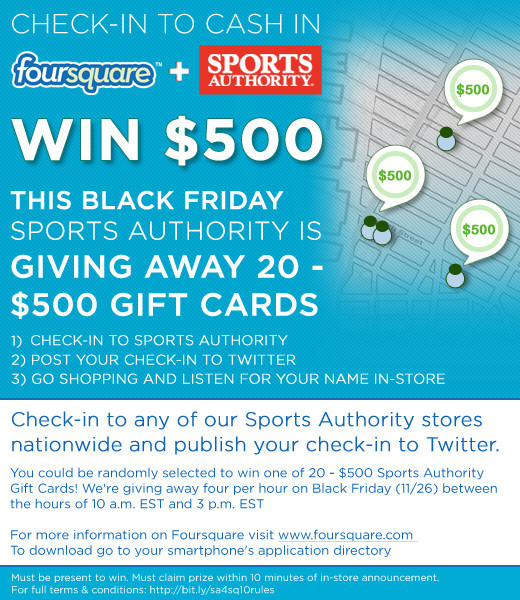 CHECK-IN TO CASH IN
foursquare™ + SPORTS AUTHORITY®
WIN $500
$500
$500
$500
Street
THIS BLACK FRIDAY
SPORTS AUTHORITY IS
GIVING AWAY 20 -
$500 GIFT CARDS
1) CHECK-IN TO SPORTS AUTHORITY
2) POST YOUR CHECK-IN TO TWITTER
3) GO SHOPPING AND LISTEN FOR YOUR NAME IN-STORE
Check-in to any of our Sports Authority stores
nationwide and publish your check-in to Twitter.
You could be randomly selected to win one of 20 - $500 Sports Authority
Gift Cards! We're giving away four per hour on Black Friday (11/26) between
the hours of 10 a.m. EST and 3 p.m. EST
For more information on Foursquare visit www.foursquare.com
To download go to your smartphone's application directory
Must be present to win. Must claim prize within 10 minutes of in-store announcement.
For full terms & conditions: http://bit.ly/sa4sq10rules